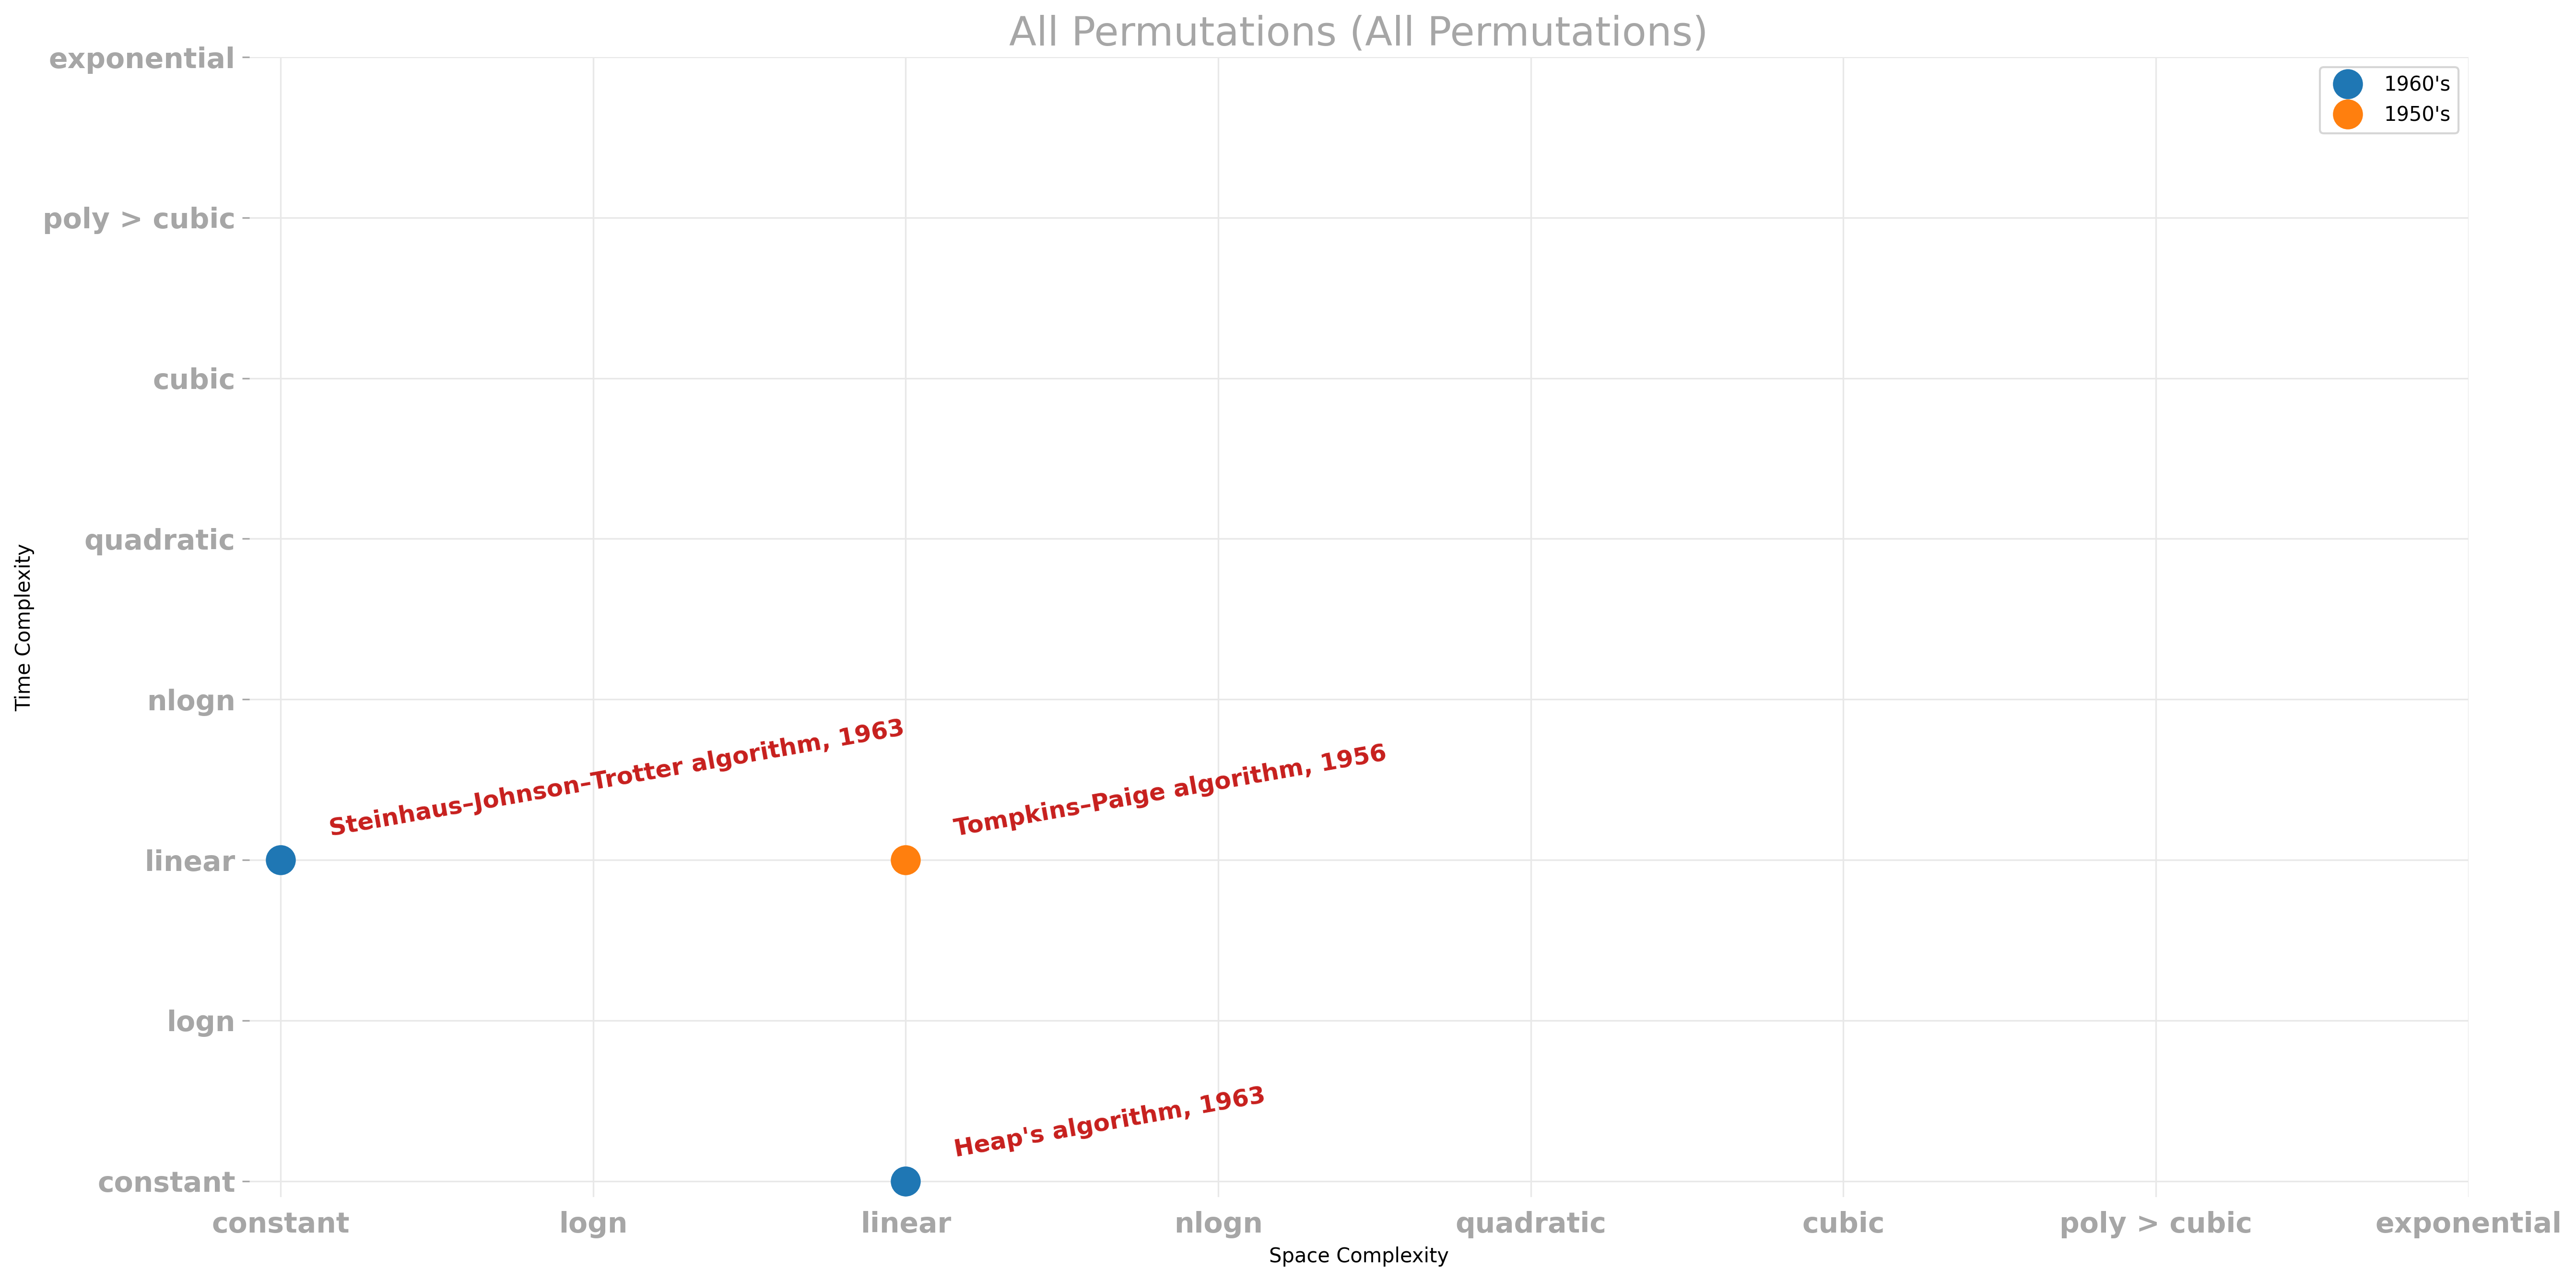 All Permutations (All Permutations)
exponential
poly > cubic
cubic
quadratic
nlogn
linear
logn
constant
Time Complexity
1960's
1950's
Steinhaus–Johnson–Trotter algorithm, 1963
Tompkins–Paige algorithm, 1956
Heap's algorithm, 1963
constant
logn
linear
nlogn
quadratic
cubic
poly > cubic
exponential
Space Complexity